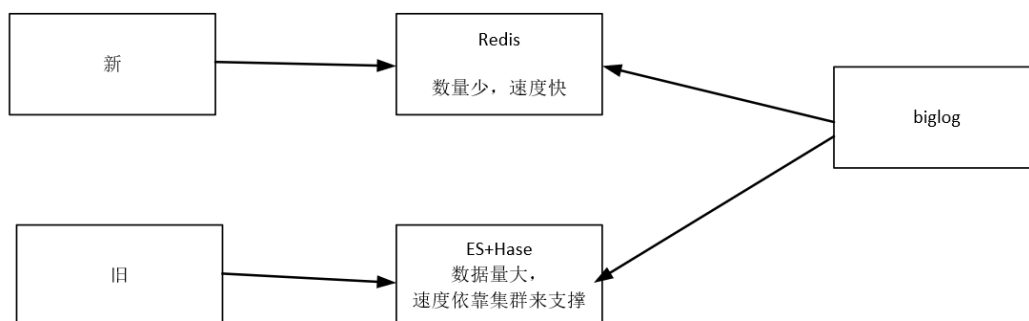 新
Redis
数量少，速度快
biglog
旧
ES+Hase
数据量大，
速度依靠集群来支撑